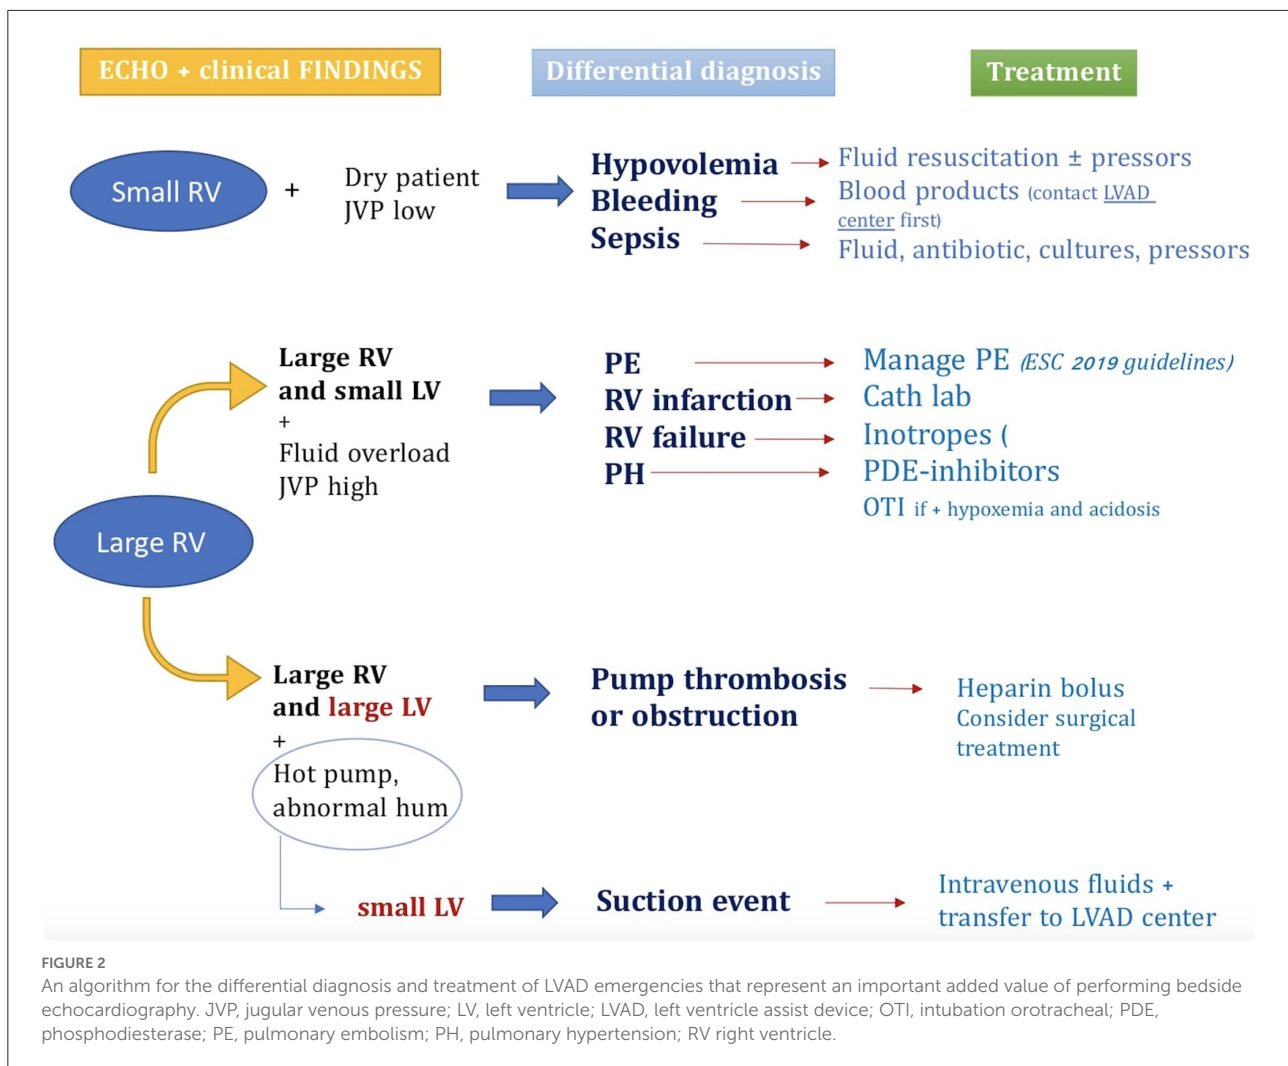 ECHO + clinical FINDINGS
Differential diagnosis
Treatment
Small RV
+
Dry patient
JVP low
Hypovolemia
Bleeding
Sepsis
Fluid resuscitation ± pressors
Blood products (contact LVAD
center first)
Fluid, antibiotic, cultures, pressors
Large RV
Large RV
and small LV
+
Fluid overload
JVP high
PE
RV infarction
RV failure
PH
Manage PE (ESC 2019 guidelines)
Cath lab
Inotropes (
PDE-inhibitors
OTI if + hypoxemia and acidosis
Large RV
and large LV
+
Hot pump,
abnormal hum
Pump thrombosis
or obstruction
Heparin bolus
Consider surgical
treatment
small LV
Suction event
Intravenous fluids +
transfer to LVAD center
FIGURE 2
An algorithm for the differential diagnosis and treatment of LVAD emergencies that represent an important added value of performing bedside
echocardiography. JVP, jugular venous pressure; LV, left ventricle; LVAD, left ventricle assist device; OTI, intubation orotracheal; PDE,
phosphodiesterase; PE, pulmonary embolism; PH, pulmonary hypertension; RV right ventricle.